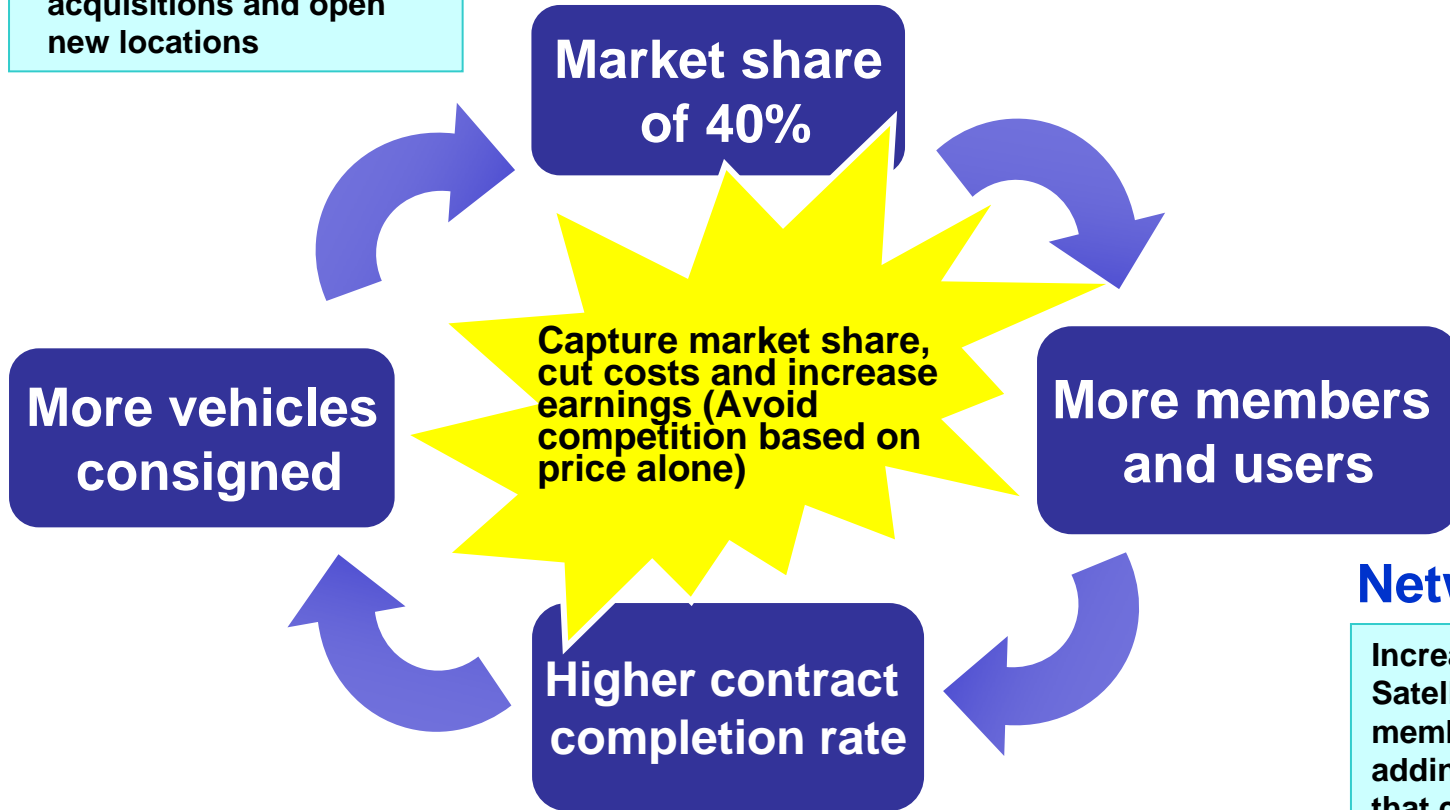 acquisitions and open
new locations
Market share
of 40%
Capture market share,
cut costs and increase
earnings (Avoid
competition based on
price alone)
More vehicles
consigned
More members
and users
Higher contract
completion rate
that